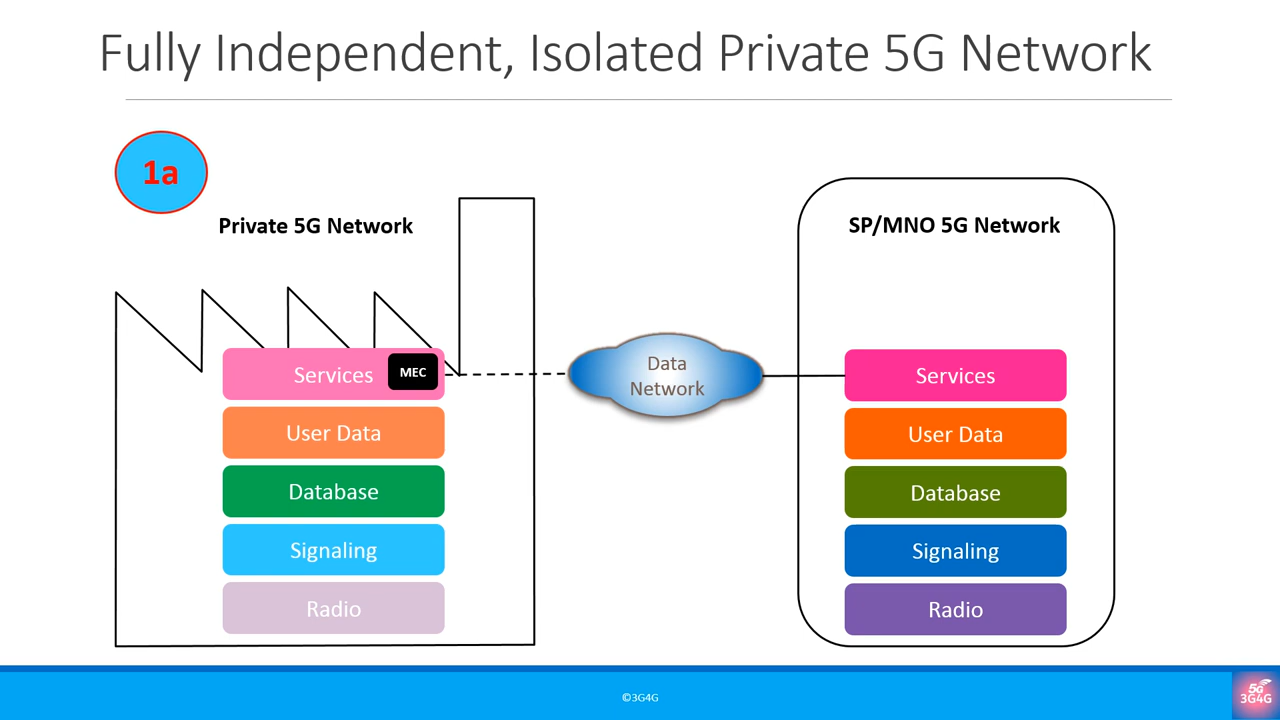 Fully Independent, Isolated Private 5G Network
1a
Private 5G Network
SP/MNO 5G Network
Services
MEC
User Data
Database
Signaling
Radio
Data
Network
Services
User Data
Database
Signaling
Radio
©3G4G
5G
3G4G